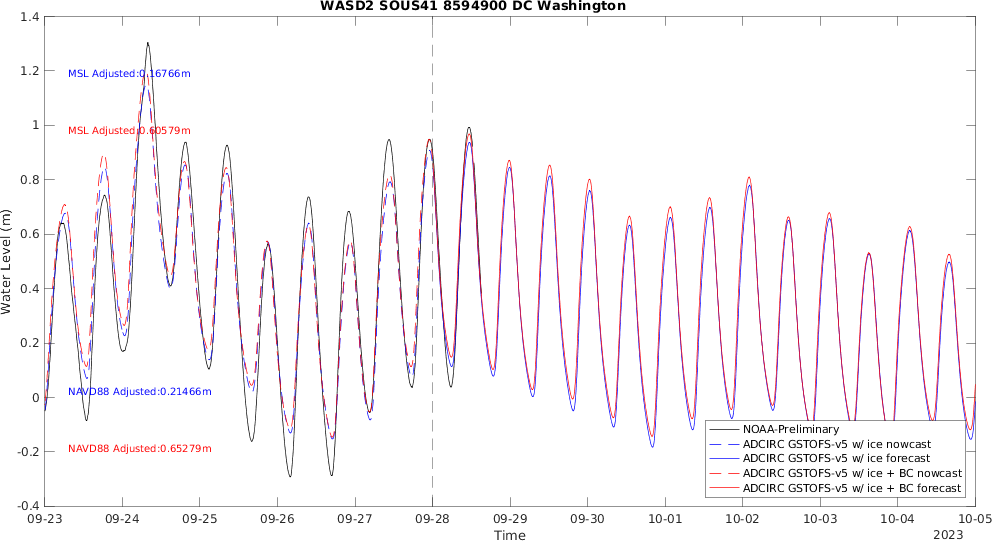 WASD2 SOUS41 8594900 DC Washington
1.4
1.2
1
0.8
0.6
0.4
0.2
0
-0.2
-0.4
Water Level (m)
MSL Adjusted:0.16766m
MSL Adjusted:0.60579m
NAVD88 Adjusted:0.21466m
NAVD88 Adjusted:0.65279m
NOAA-Preliminary
ADCIRC GSTOFS-v5 w/ ice nowcast
ADCIRC GSTOFS-v5 w/ ice forecast
ADCIRC GSTOFS-v5 w/ ice + BC nowcast
ADCIRC GSTOFS-v5 w/ ice + BC forecast
09-23 09-24 09-25 09-26 09-27 09-28 09-29 09-30 10-01 10-02 10-03 10-04 10-05
Time
2023